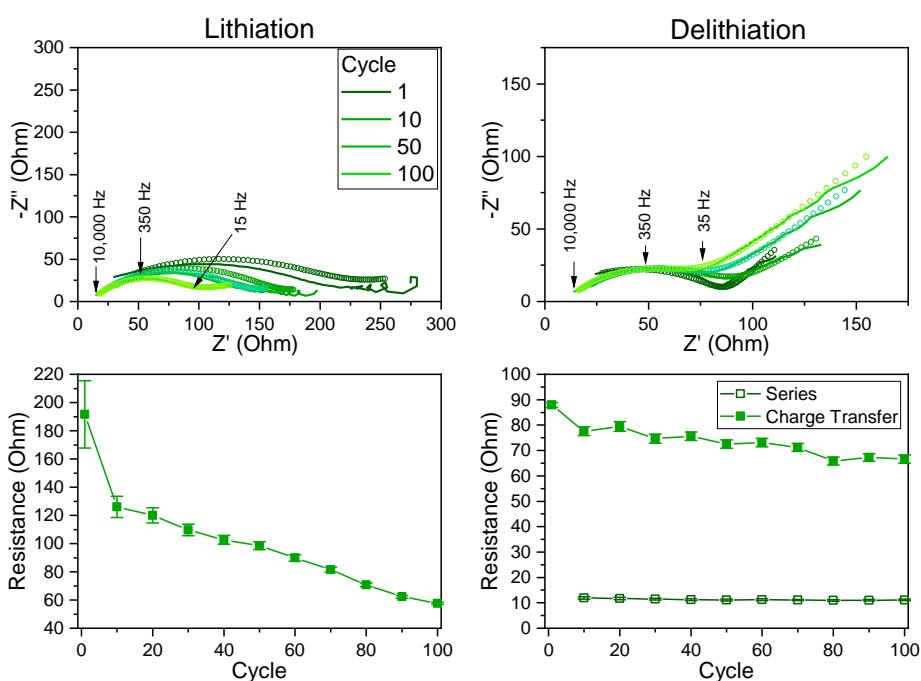 Lithiation
300
250
200
150
100
50
0
-Z" (Ohm)
Cycle
1
10
50
100
10,000 Hz
350 Hz
15 Hz
0 50 100 150 200 250 300
Z' (Ohm)
Delithiation
150
100
50
0
-Z" (Ohm)
10,000 Hz
350 Hz
35 Hz
0 50 100 150
Z' (Ohm)
220
200
180
160
140
120
100
80
60
40
Resistance (Ohm)
0 20 40 60 80 100
Cycle
100
90
80
70
60
50
40
30
20
10
0
Resistance (Ohm)
Series
Charge Transfer
0 20 40 60 80 100
Cycle